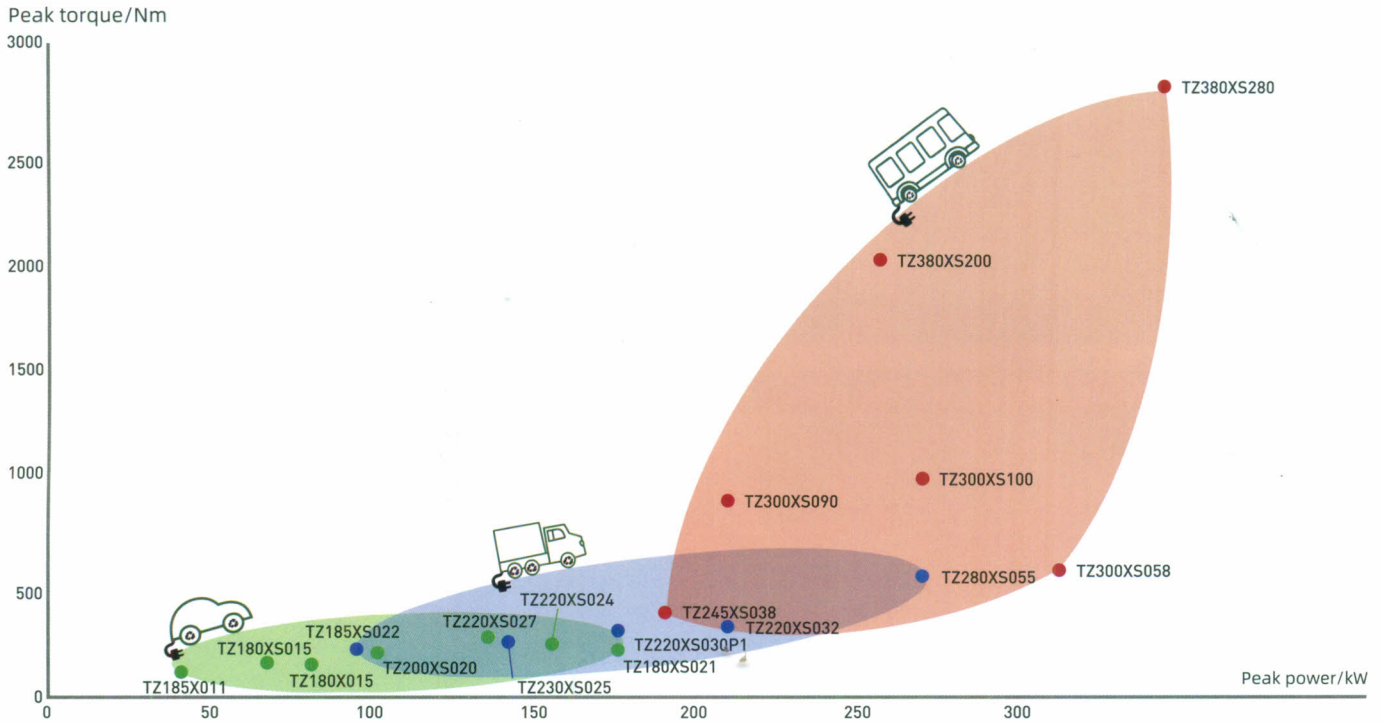 Peak torque/Nm
3000
TZ380XS280
2500
TZ380XS200
2000
1500
1000
TZ300XS100
TZ300XS090
TZ300XS058
TZ280XS055
500
TZ220XS024
TZ245XS038
TZ220XS027
TZ220XS032
TZ185XS022
TZ220XS030P1
TZ180XS015
TZ200XS020
TZ180XS021
TZ180X015
TZ185X011
TZ230XS025
Peak power/kW
0
0
50
100
150
200
250
300